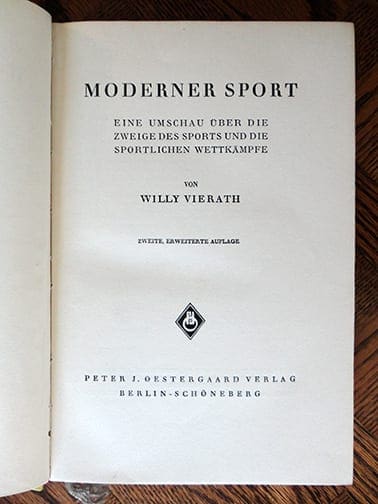 MODERNER SPORT
EINE UMSCHAU ÜBER DIE
ZWEIGE DES SPORTS UND DIE
SPORTLICHEN WETTKÄMPFE
VON
WILLY VIERATH
ZWEITE, ERWEITERTE AUFLAGE
PETER J. OESTERGAARD VERLAG
BERLIN-SCHÖNEBERG